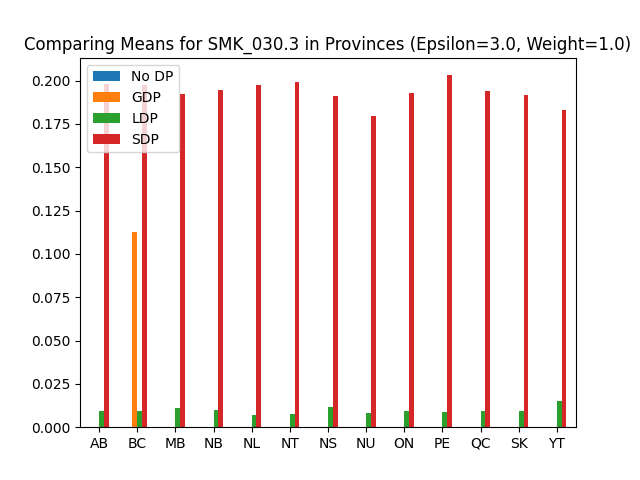 Comparing Means for SMK_030.3 in Provinces (Epsilon=3.0, Weight=1.0)
No DP
GDP
LDP
SDP
0.200
0.175
0.150
0.125
0.100
0.075
0.050
0.025
0.000
AB BC MB NB NL NT NS NU ON PE QC SK YT